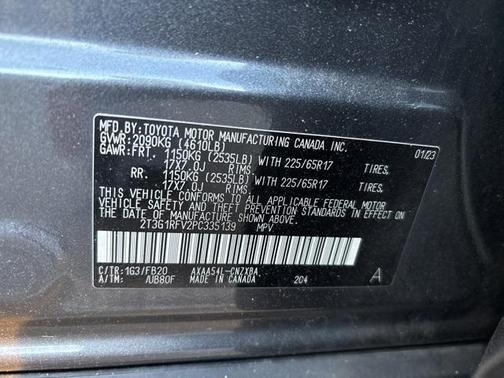 MFD.BY: TOYOTA MOTOR MANUFACTURING CANADA INC.
GVWR: 2090KG (4610LB) 01/23
GAWR: FRT. 1150KG (2535LB) WITH 225/65R17 TIRES,
17X7.0J RIMS.
RR. 1150KG (2535LB) WITH 225/65R17 TIRES,
17X7.0J RIMS.
THIS VEHICLE CONFORMS TO ALL APPLICABLE FEDERAL MOTOR
VEHICLE SAFETY AND THEFT PREVENTION STANDARDS IN EFFECT ON
THE DATE OF MANUFACTURE SHOWN ABOVE.
2T3G1RFV2PC335139 MPV
C/TR: 1G3/FB20 AXAA54L-CNZXBA
A/TM: /UB80F MADE IN CANADA 204 A